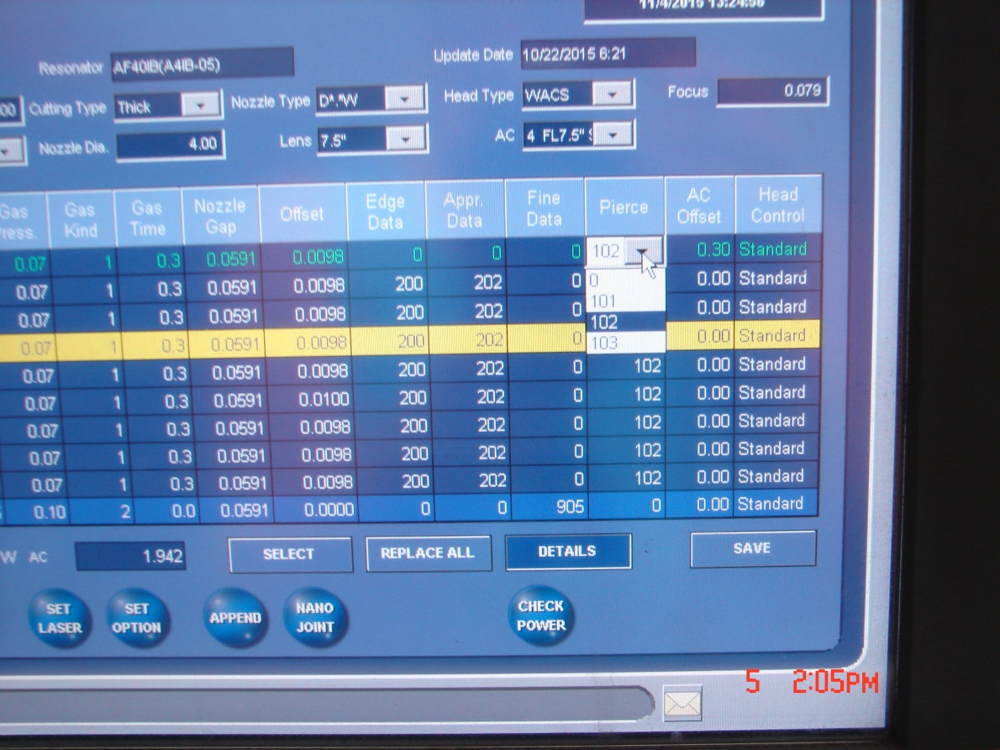 11/4/2015 13:24:56
Resonator AF40IB(A4IB-05) Update Date 10/22/2015 6:21
00 Cutting Type Thick Nozzle Type D*.*W Head Type WACS Focus 0.079
Nozzle Dia. 4.00 Lens 7.5" AC 4 FL7.5"
Gas Press. Gas Kind Gas Time Nozzle Gap Offset Edge Data Appr. Data Fine Data Pierce AC Offset Head Control
0.07 1 0.3 0.0591 0.0098 0 0 0 102 0.30 Standard
0.07 1 0.3 0.0591 0.0098 200 202 0 0 0.00 Standard
0.07 1 0.3 0.0591 0.0098 200 202 0 101 0.00 Standard
102
0.07 1 0.3 0.0591 0.0098 200 202 0 103 0.00 Standard
0.07 1 0.3 0.0591 0.0098 200 202 0 102 0.00 Standard
0.07 1 0.3 0.0591 0.0100 200 202 0 102 0.00 Standard
0.07 1 0.3 0.0591 0.0098 200 202 0 102 0.00 Standard
0.07 1 0.3 0.0591 0.0098 200 202 0 102 0.00 Standard
0.07 1 0.3 0.0591 0.0098 200 202 0 102 0.00 Standard
0.10 2 0.0 0.0591 0.0000 0 0 905 0 0.00 Standard
W AC 1.942 SELECT REPLACE ALL DETAILS SAVE
SET LASER SET OPTION APPEND NANO JOINT CHECK POWER
5 2:05PM